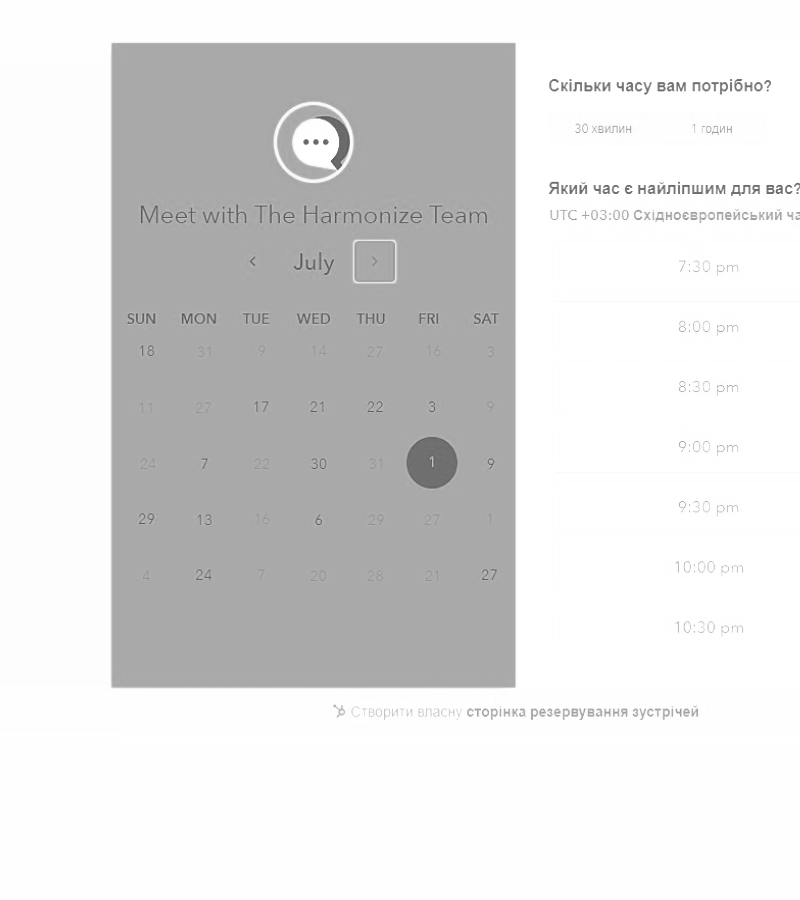 Meet with The Harmonize Team
July
SUN MON TUE WED THU FRI SAT
18 31 9 14 27 16 3
11 27 17 21 22 3 9
24 7 22 30 31 1 9
29 13 16 6 29 27 1
4 24 7 20 28 21 27
Скільки часу вам потрібно?
30 хвилин 1 годин
Який час є найліпшим для вас?
UTC +03:00 Східноєвропейський ча
7:30 pm
8:00 pm
8:30 pm
9:00 pm
9:30 pm
10:00 pm
10:30 pm
Створити власну сторінка резервування зустрічей